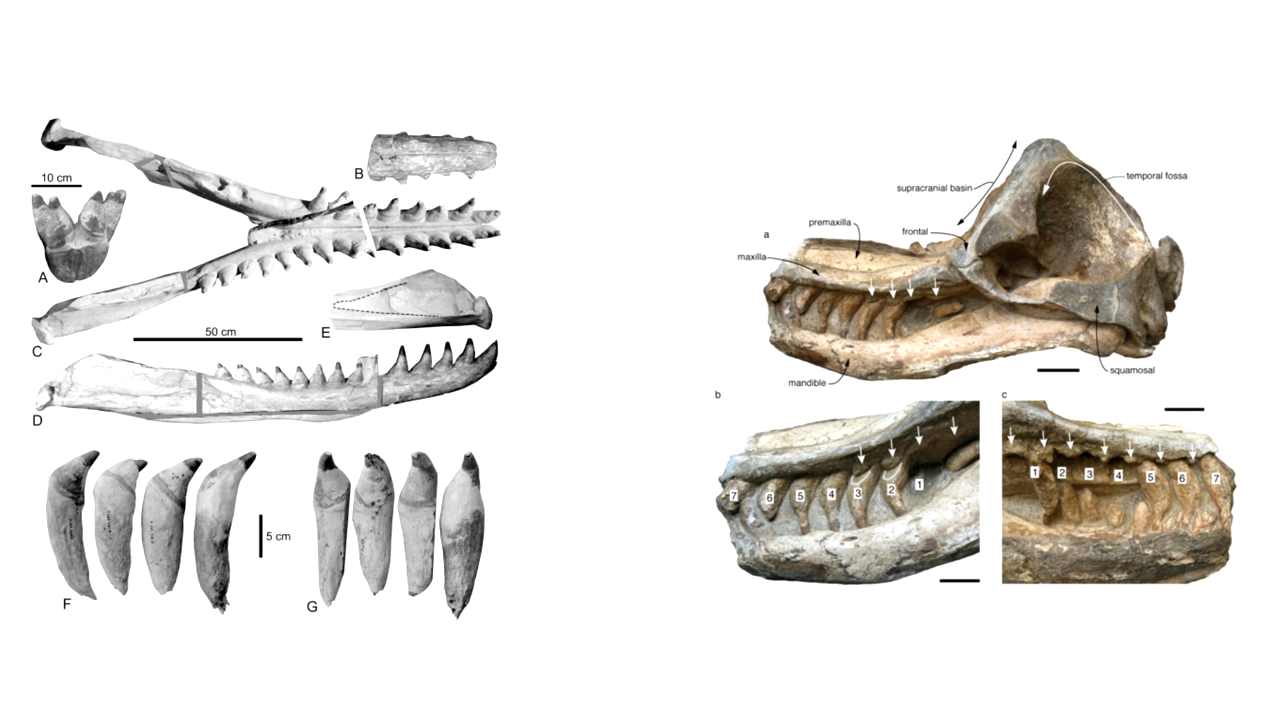 B
10 cm
A
C
50 cm
E
D
F
5 cm
G
a
supracranial basin
temporal fossa
premaxilla
frontal
maxilla
mandible
squamosal
b
7 6 5 4 3 2 1
c
1 2 3 4 5 6 7